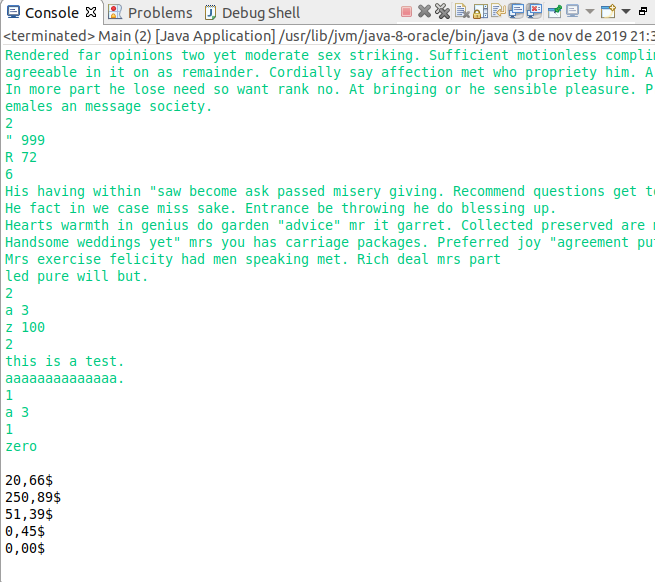 Console Problems Debug Shell
<terminated> Main (2) [Java Application] /usr/lib/jvm/java-8-oracle/bin/java (3 de nov de 2019 21:3
Rendered far opinions two yet moderate sex striking. Sufficient motionless compli
agreeable in it on as remainder. Cordially say affection met who propriety him. A
In more part he lose need so want rank no. At bringing or he sensible pleasure. P
emales an message society.
2
" 999
R 72
6
His having within "saw become ask passed misery giving. Recommend questions get t
He fact in we case miss sake. Entrance be throwing he do blessing up.
Hearts warmth in genius do garden "advice" mr it garret. Collected preserved are
Handsome weddings yet" mrs you has carriage packages. Preferred joy "agreement pu
Mrs exercise felicity had men speaking met. Rich deal mrs part
led pure will but.
2
a 3
z 100
2
this is a test.
aaaaaaaaaaaaaa.
1
a 3
1
zero
20,66$
250,89$
51,39$
0,45$
0,00$